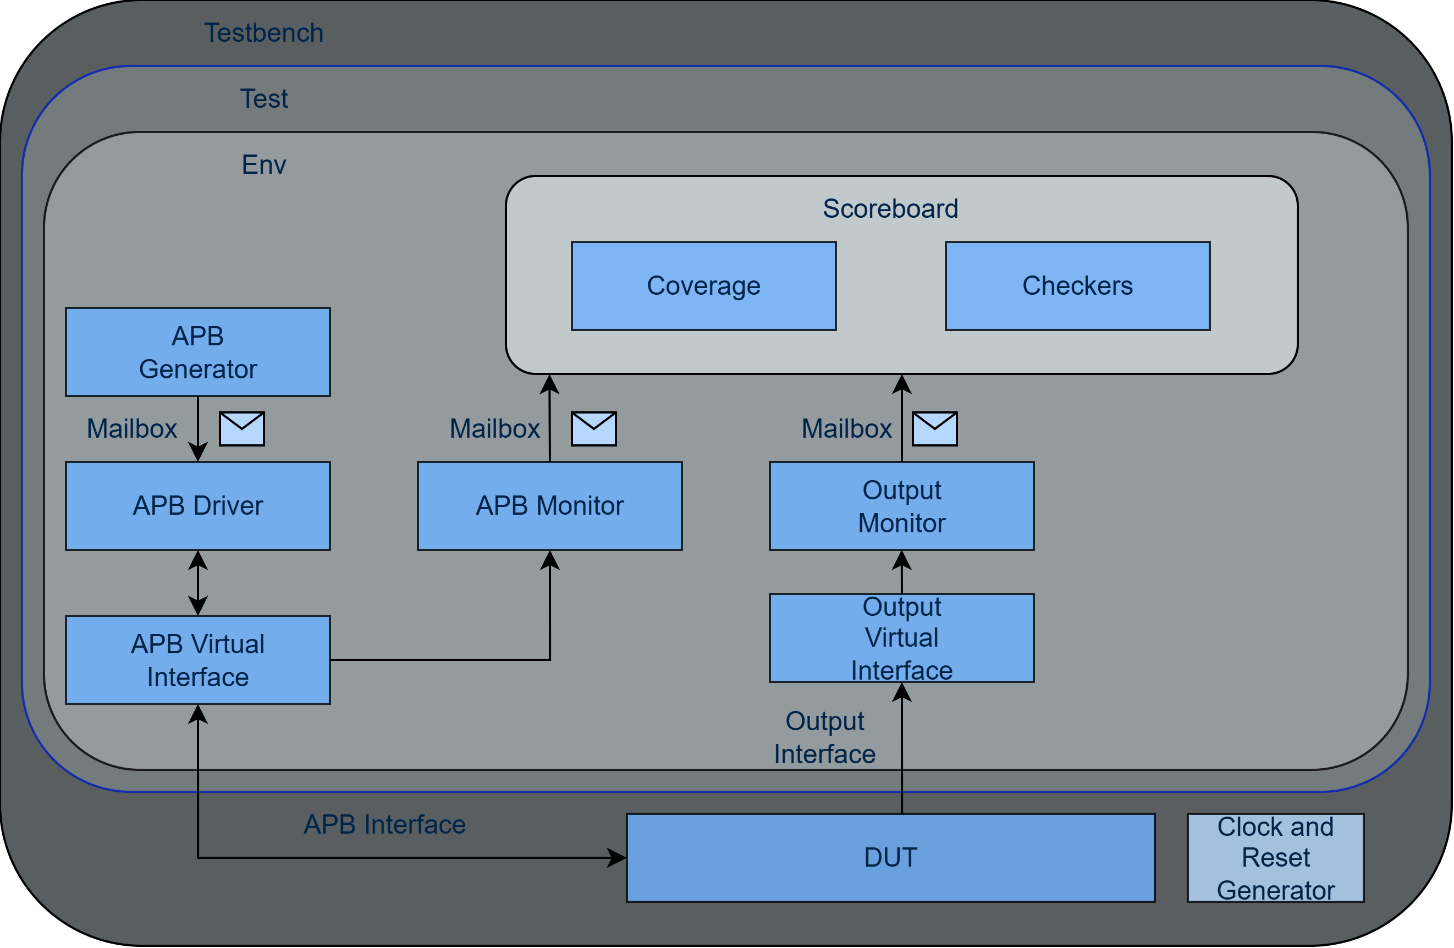 Testbench
Test
Env
Scoreboard
Coverage
Checkers
APB
Generator
Mailbox
Mailbox
Mailbox
APB Driver
APB Monitor
Output
Monitor
APB Virtual
Interface
Output
Virtual
Interface
Output
Interface
APB Interface
DUT
Clock and
Reset
Generator